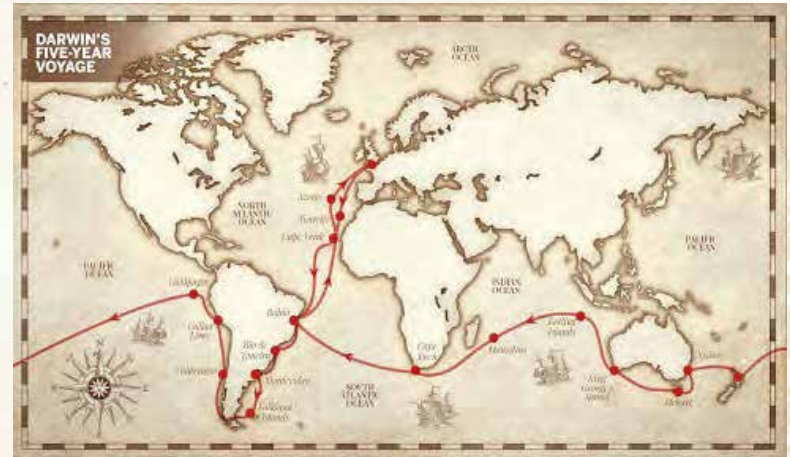 DARWIN'S
FIVE-YEAR
VOYAGE
ARCTIC
OCEAN
NORTH
ATLANTIC
OCEAN
Azores
Tenerife
Cape Verde
PACIFIC
OCEAN
PACIFIC
OCEAN
INDIAN
OCEAN
Galápagos
Callao
Lima
Bahia
Rio de
Janeiro
Valparaiso
Montevideo
Falkland
Islands
SOUTH
ATLANTIC
OCEAN
Cape
Town
Mauritius
Keeling
Islands
King
George's
Sound
Hobart
Sydney
N